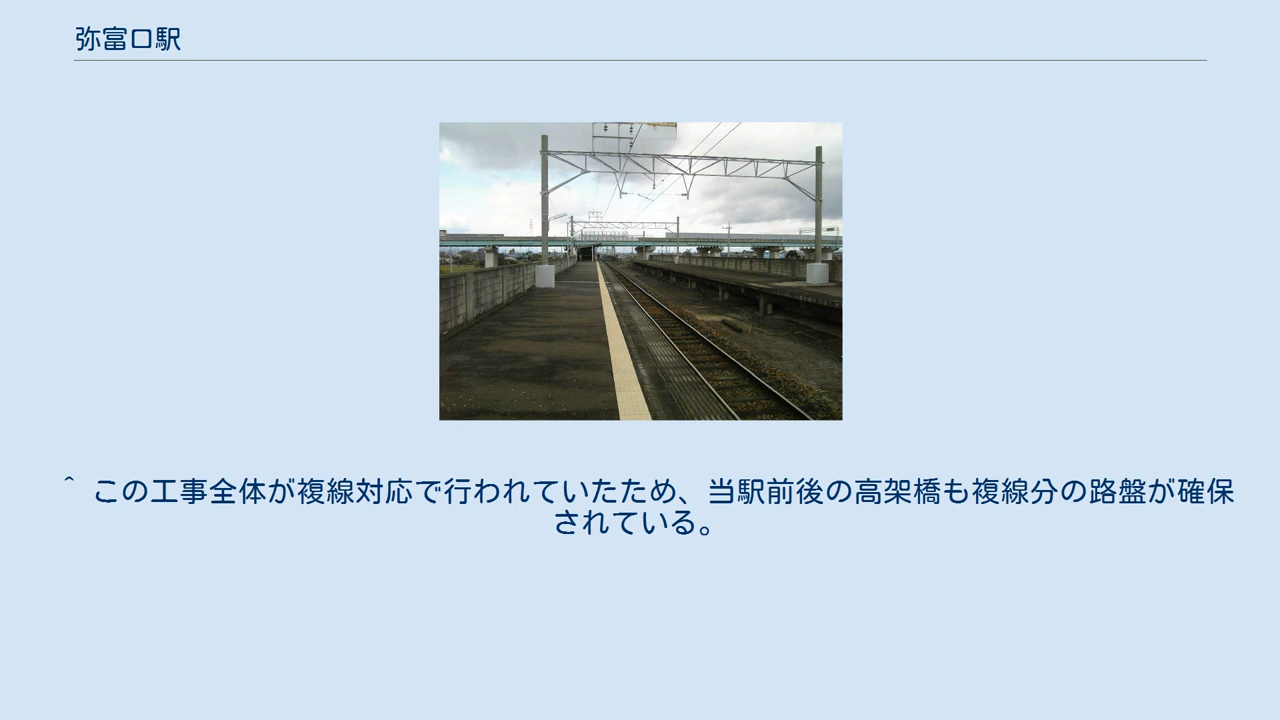 弥富口駅
^ この工事全体が複線対応で行われていたため、当駅前後の高架橋も複線分の路盤が確保
されている。